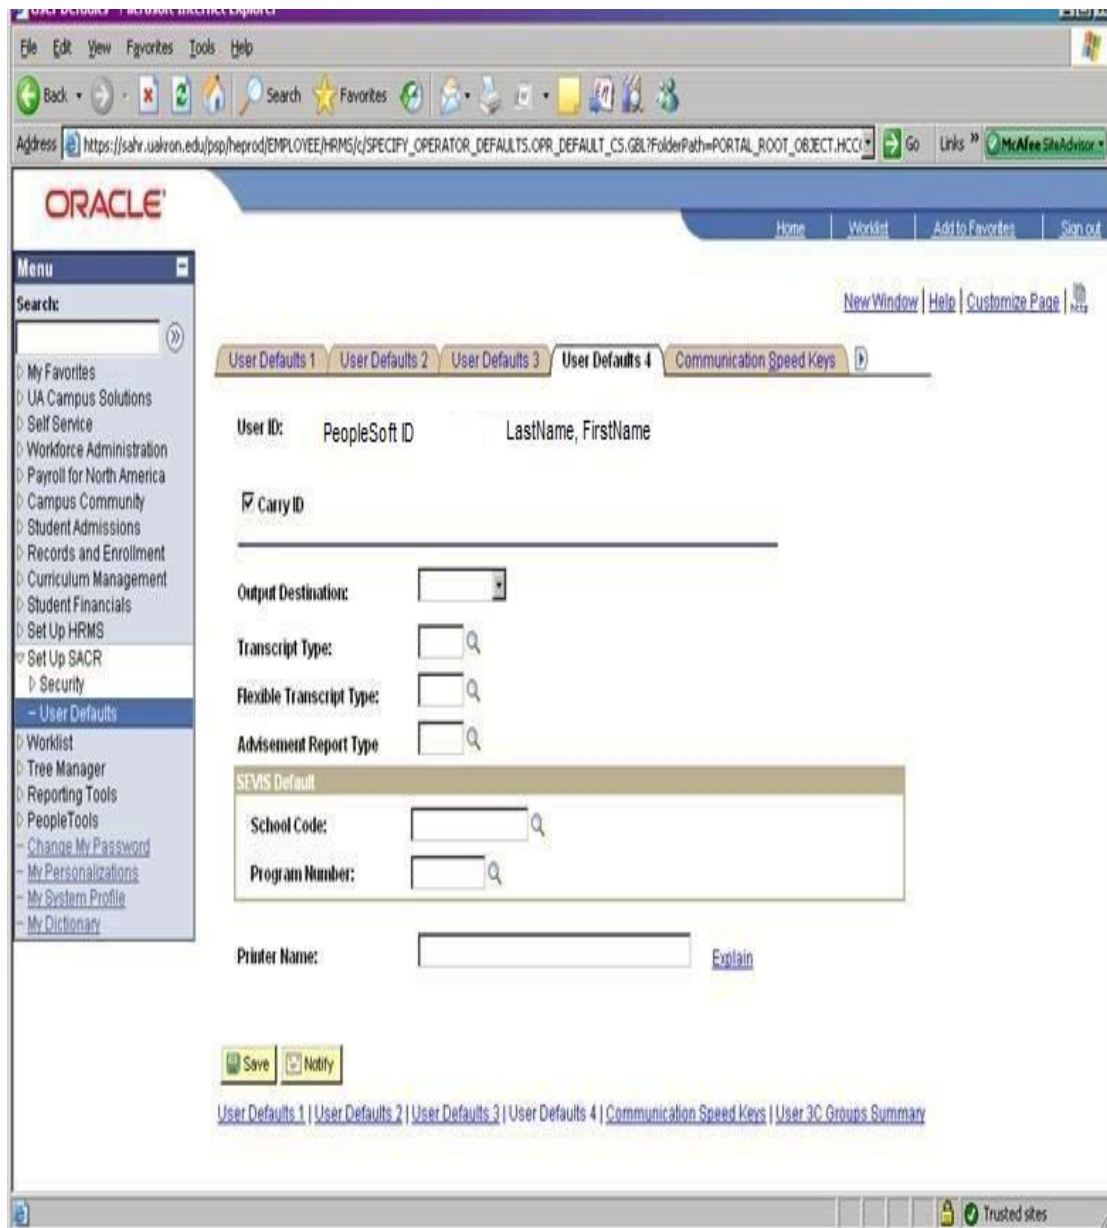 User Defaults - Microsoft Internet Explorer
File Edit View Favorites Tools Help
Back Search Favorites
Address https://sahr.uakron.edu/psp/heprod/EMPLOYEE/HRMS/c/SPECIFY_OPERATOR_DEFAULTS.OPR_DEFAULT_CS.GBL?FolderPath=PORTAL_ROOT_OBJECT.HCC Go Links » McAfee SiteAdvisor
ORACLE
Home Worklist Add to Favorites Sign out
Menu
New Window | Help | Customize Page | http
Search:
User Defaults 1 User Defaults 2 User Defaults 3 User Defaults 4 Communication Speed Keys
My Favorites
UA Campus Solutions
Self Service
Workforce Administration
Payroll for North America
Campus Community
Student Admissions
Records and Enrollment
Curriculum Management
Student Financials
Set Up HRMS
Set Up SACR
Security
– User Defaults
Worklist
Tree Manager
Reporting Tools
PeopleTools
– Change My Password
– My Personalizations
– My System Profile
– My Dictionary
User ID: PeopleSoft ID LastName, FirstName
Carry ID
Output Destination:
Transcript Type:
Flexible Transcript Type:
Advisement Report Type
SEVIS Default
School Code:
Program Number:
Printer Name: Explain
Save Notify
User Defaults 1 | User Defaults 2 | User Defaults 3 | User Defaults 4 | Communication Speed Keys | User 3C Groups Summary
Trusted sites